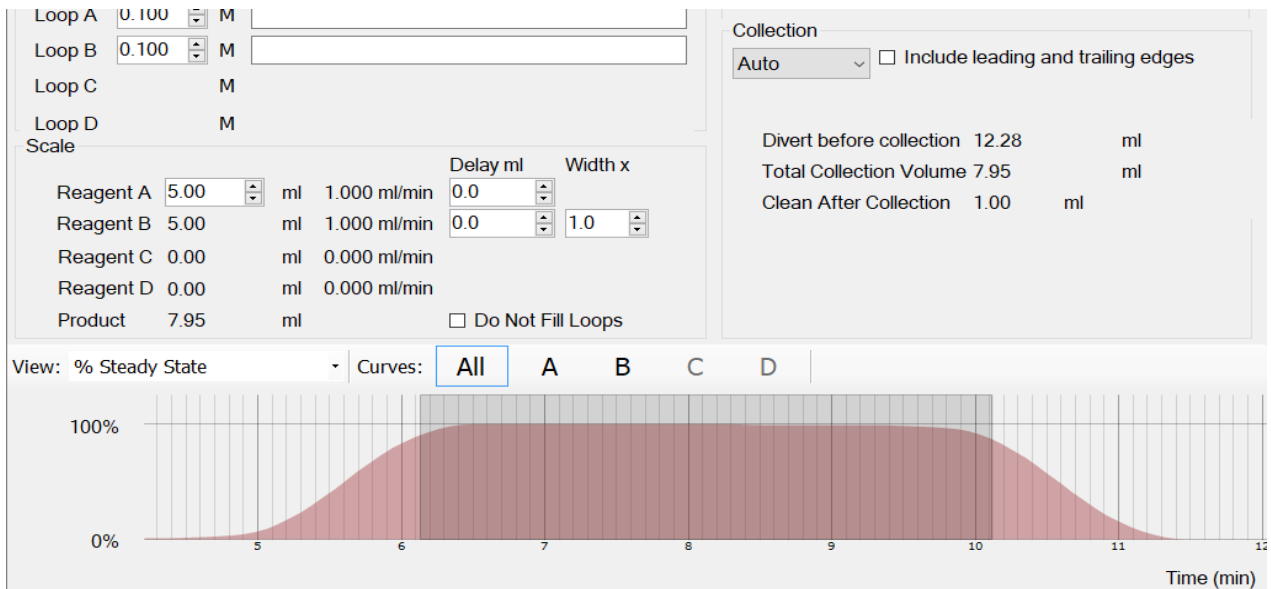 Loop A 0.100 M
Loop B 0.100 M
Loop C M
Loop D M
Collection
Auto Include leading and trailing edges
Divert before collection 12.28 ml
Total Collection Volume 7.95 ml
Clean After Collection 1.00 ml
Scale
Delay ml Width x
Reagent A 5.00 ml 1.000 ml/min 0.0
Reagent B 5.00 ml 1.000 ml/min 0.0 1.0
Reagent C 0.00 ml 0.000 ml/min
Reagent D 0.00 ml 0.000 ml/min
Product 7.95 ml Do Not Fill Loops
View: % Steady State Curves: All A B C D
100%
0%
5 6 7 8 9 10 11 12
Time (min)